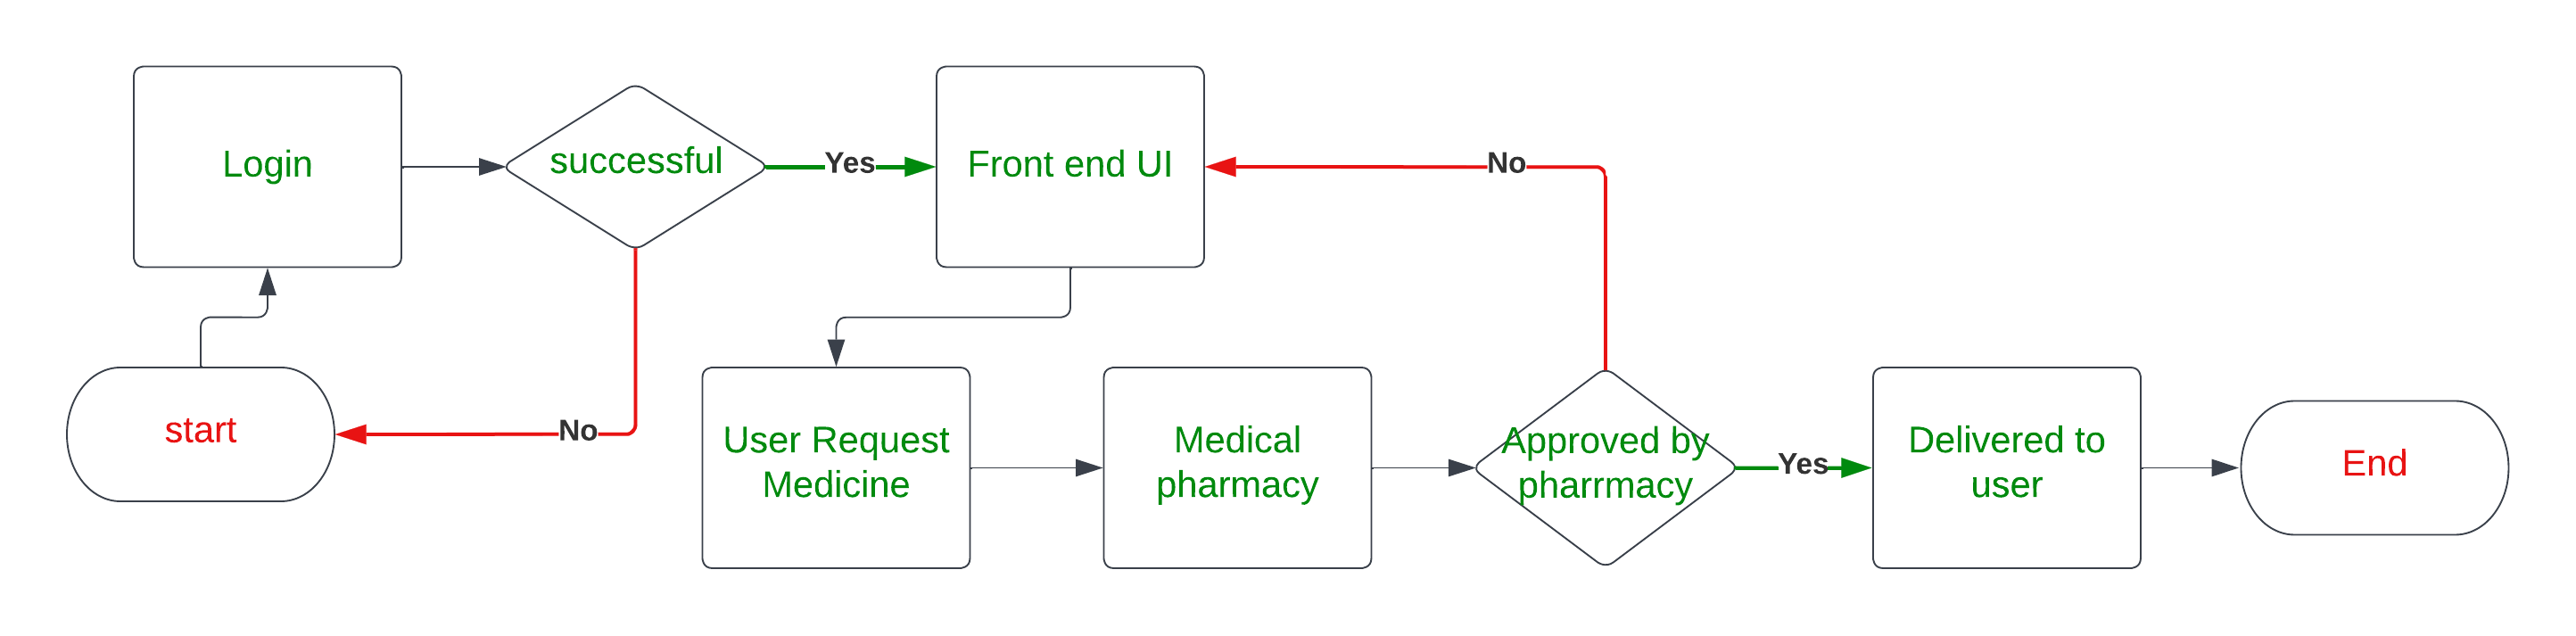 Login
successful
Yes
Front end UI
No
start
No
User Request
Medicine
Medical
pharmacy
Approved by
pharrmacy
Yes
Delivered to
user
End